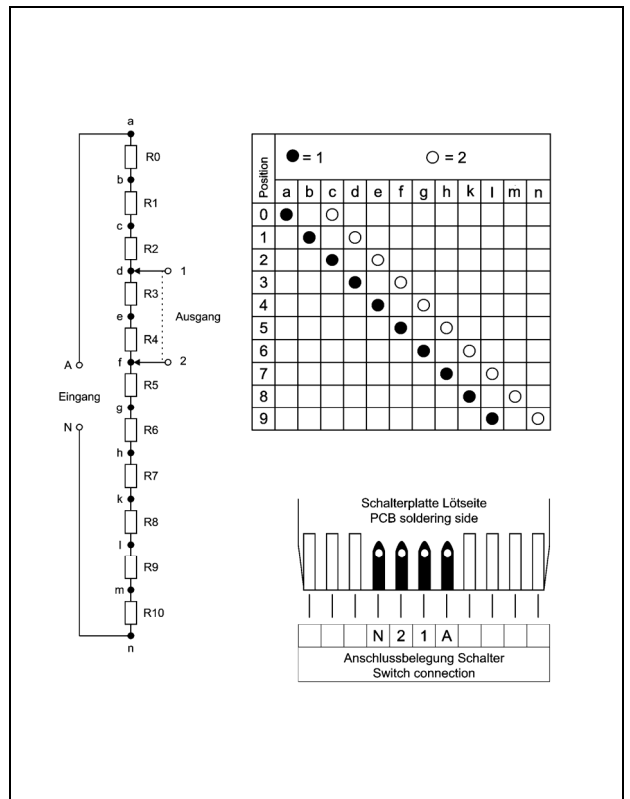 a
R0
b
R1
c
R2
d
1
R3
e
Ausgang
R4
A
f
2
R5
Eingang
g
R6
N
h
R7
k
R8
l
R9
m
R10
n
Position
= 1
= 2
a b c d e f g h k l m n
0
1
2
3
4
5
6
7
8
9
Schalterplatte Lötseite
PCB soldering side
N 2 1 A
Anschlussbelegung Schalter
Switch connection